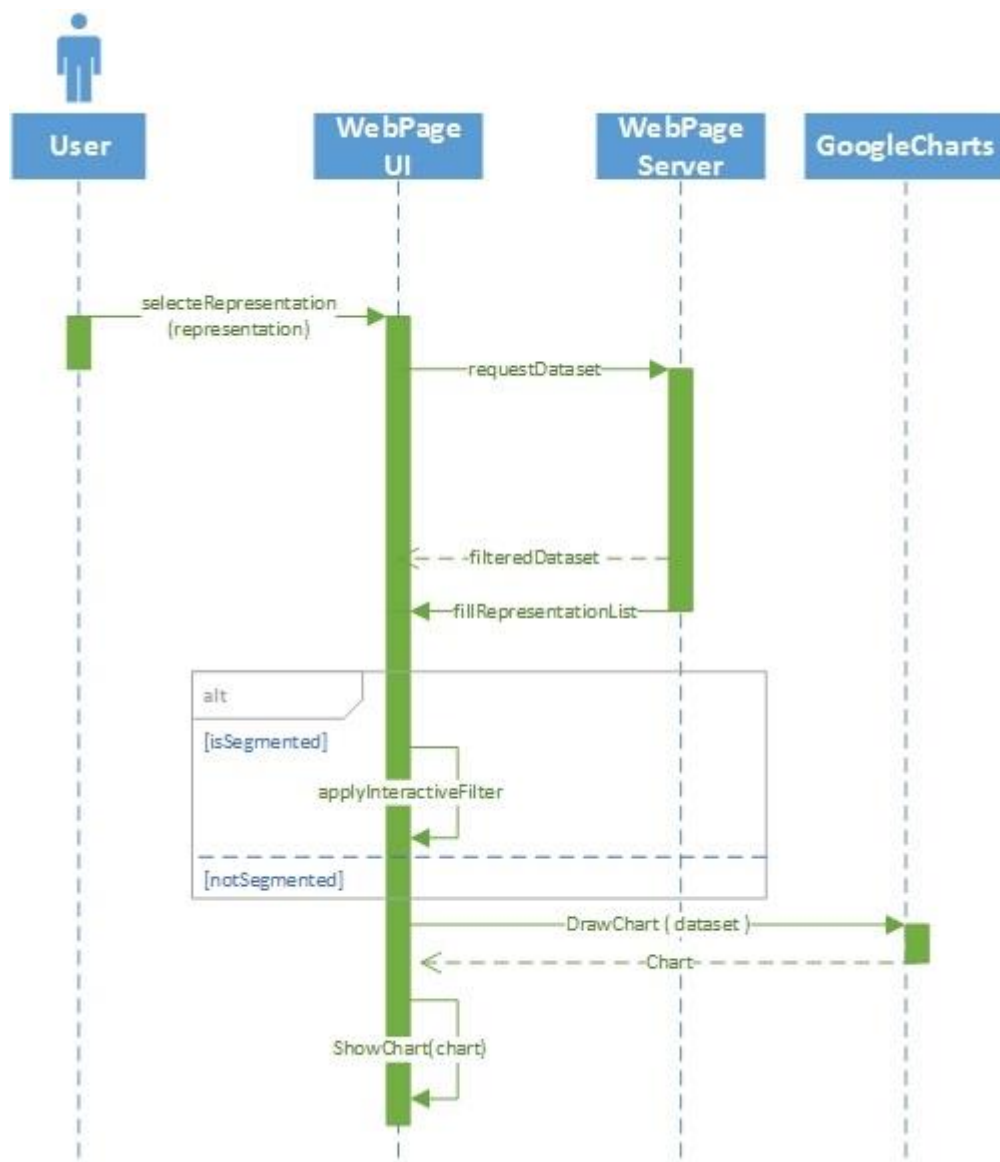 User
WebPage
UI
WebPage
Server
GoogleCharts
selecteRepresentation
(representation)
requestDataset
filteredDataset
fillRepresentationList
alt
[isSegmented]
applyInteractiveFilter
[notSegmented]
DrawChart ( dataset )
Chart
ShowChart(chart)